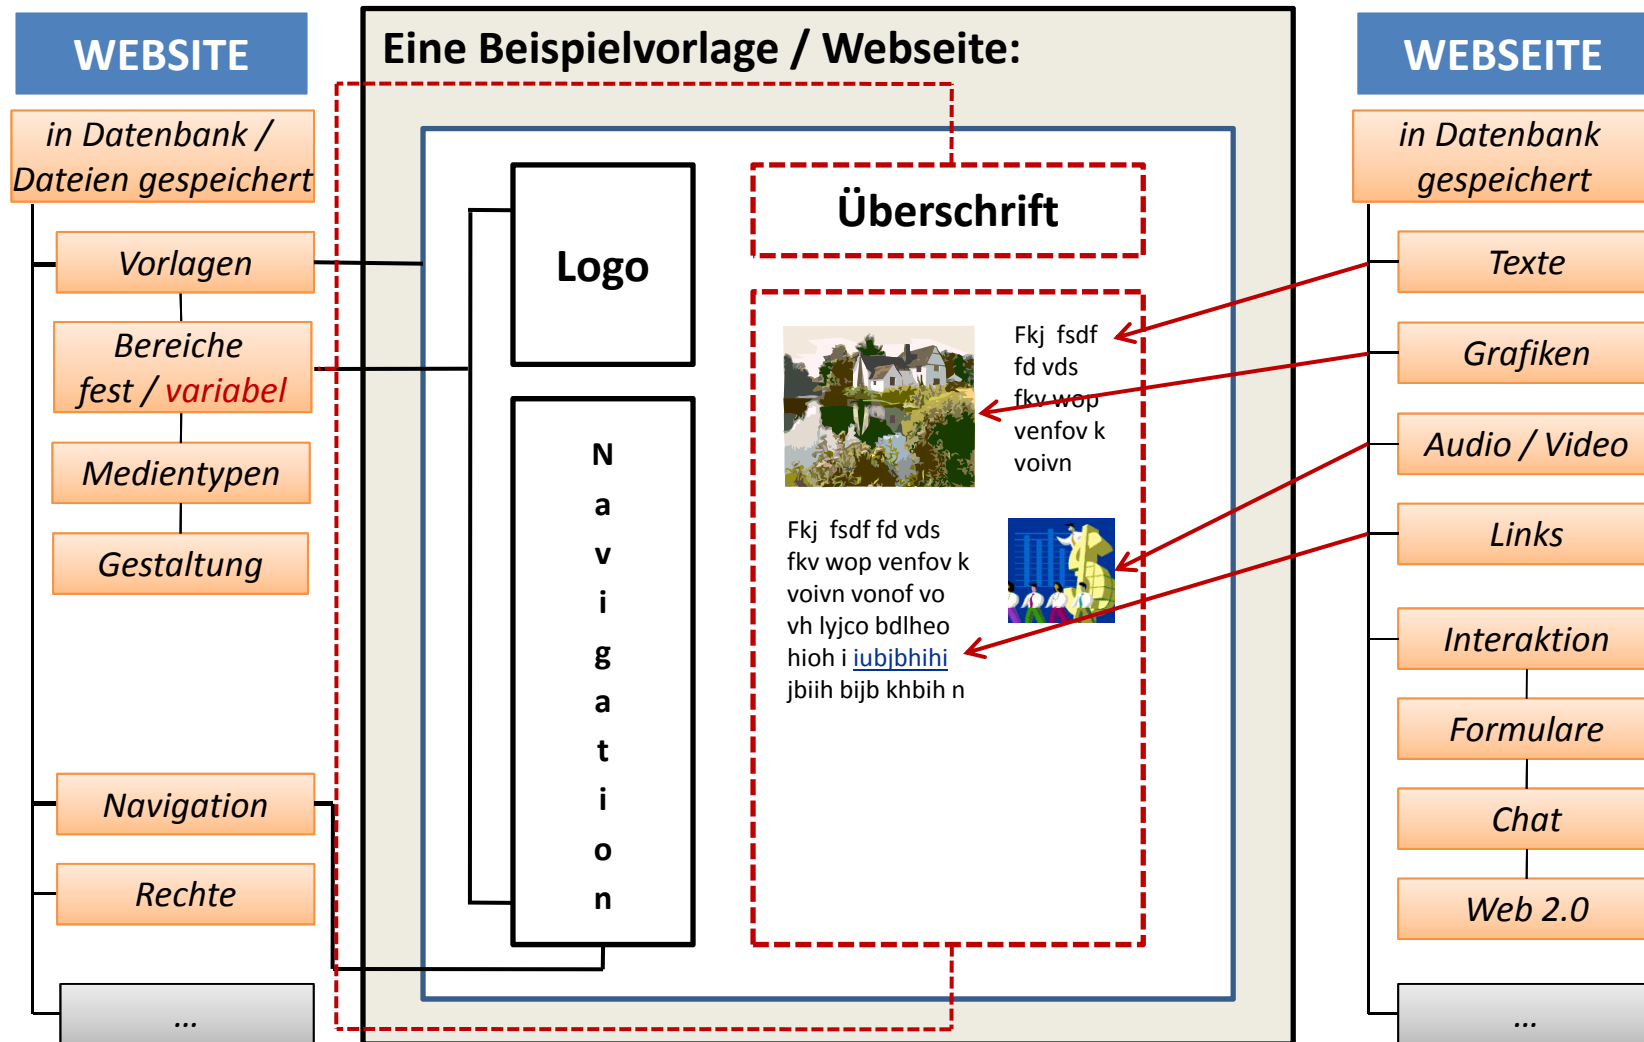 WEBSITE
in Datenbank /
Dateien gespeichert
Vorlagen
Bereiche
fest / variabel
Medientypen
Gestaltung
Navigation
Rechte
...
Eine Beispielvorlage / Webseite:
Logo
Navigation
Überschrift
Fkj fsdf
fd vds
fkv wop
venfov k
voivn
Fkj fsdf fd vds
fkv wop venfov k
voivn vonof vo
vh lyjco bdlheo
hioh i iubjbhihi
jbiih bijb khbih n
WEBSEITE
in Datenbank
gespeichert
Texte
Grafiken
Audio / Video
Links
Interaktion
Formulare
Chat
Web 2.0
...